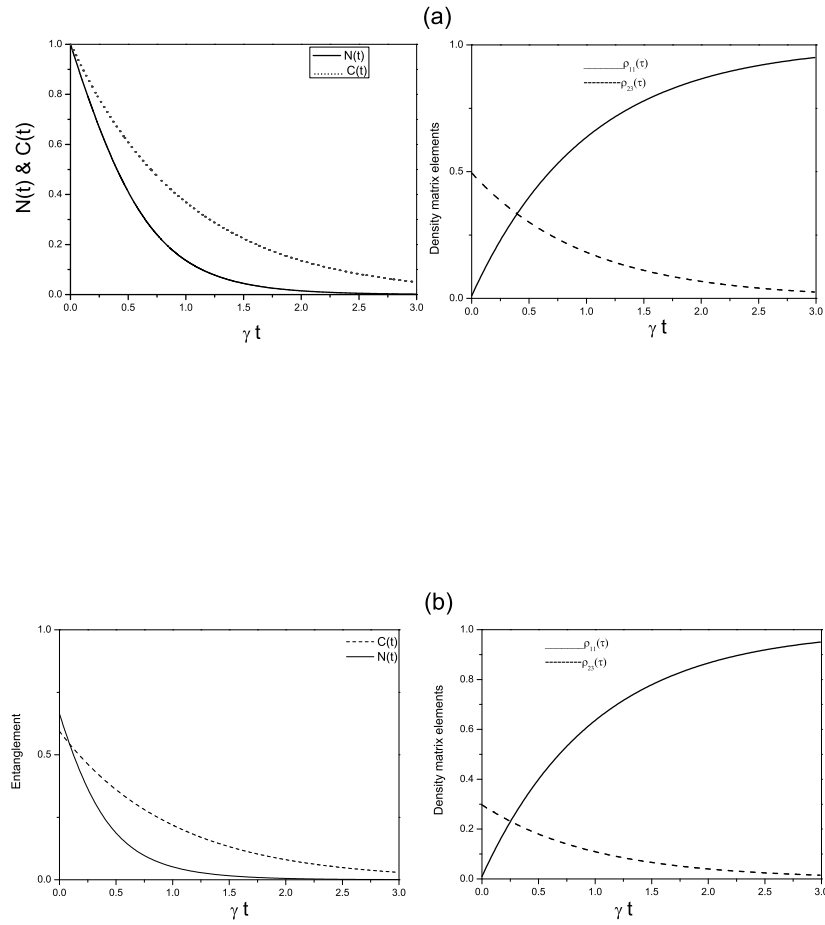 (a)
N(t) & C(t)
1.0
0.8
0.6
0.4
0.2
0.0
0.0 0.5 1.0 1.5 2.0 2.5 3.0
γ t
N(t)
C(t)
Density matrix elements
1.0
0.5
0.0
0.0 0.5 1.0 1.5 2.0 2.5 3.0
γ t
ρ11(τ)
ρ23(τ)
(b)
Entanglement
1.0
0.5
0.0
0.0 0.5 1.0 1.5 2.0 2.5 3.0
γ t
C(t)
N(t)
Density matrix elements
1.0
0.8
0.6
0.4
0.2
0.0
0.0 0.5 1.0 1.5 2.0 2.5 3.0
γ t
ρ11(τ)
ρ23(τ)